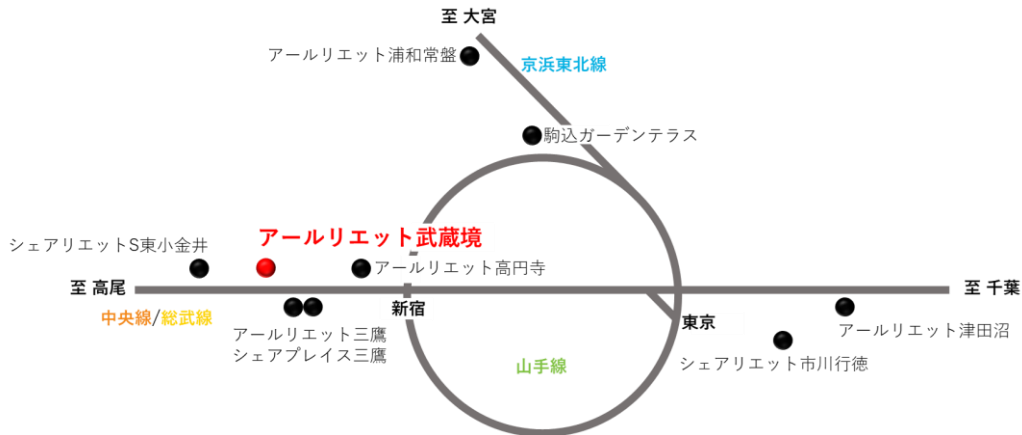 至 大宮
アールリエット浦和常盤
京浜東北線
駒込ガーデンテラス
アールリエット武蔵境
シェアリエットS東小金井
アールリエット高円寺
至 高尾
至 千葉
新宿
中央線/総武線
東京
アールリエット三鷹
シェアプレイス三鷹
アールリエット津田沼
シェアリエット市川行徳
山手線